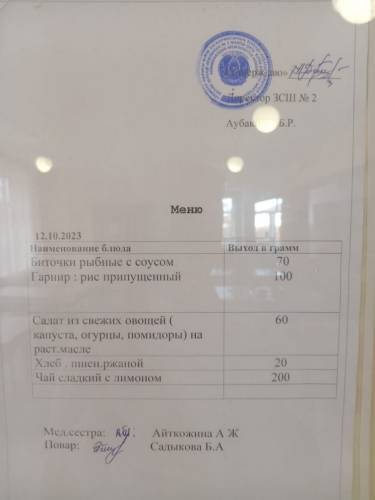 Директор ЗСШ № 2
Б.Р.
Меню
12.10.2023
Наименование блюда Выход в грамм
Биточки рыбные с соусом 70
Гарнир : рис припущенный 100
Салат из свежих овощей ( 60
капуста, огурцы, помидоры) на
раст.масле
Хлеб . пшен.ржаной 20
Чай сладкий с лимоном 200
Мед.сестра: Айткожина А Ж
Повар: Садыкова Б.А